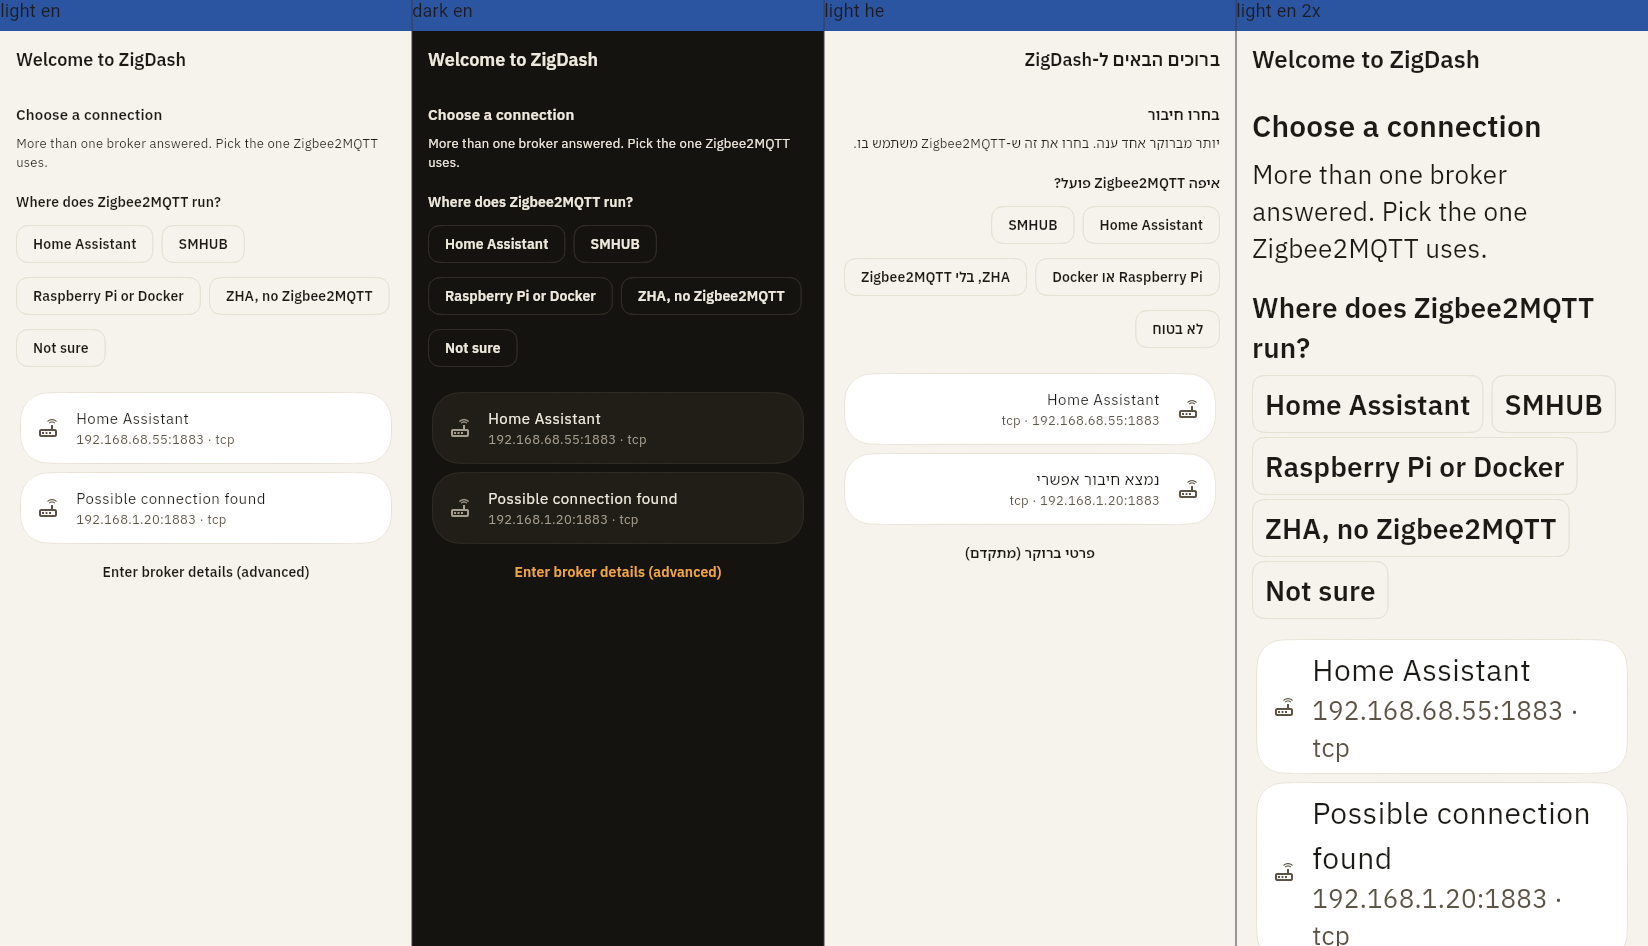 light en
Welcome to ZigDash
Choose a connection
More than one broker answered. Pick the one Zigbee2MQTT
uses.
Where does Zigbee2MQTT run?
Home Assistant
SMHUB
Raspberry Pi or Docker
ZHA, no Zigbee2MQTT
Not sure
Home Assistant
192.168.68.55:1883 · tcp
Possible connection found
192.168.1.20:1883 · tcp
Enter broker details (advanced)
dark en
Welcome to ZigDash
Choose a connection
More than one broker answered. Pick the one Zigbee2MQTT
uses.
Where does Zigbee2MQTT run?
Home Assistant
SMHUB
Raspberry Pi or Docker
ZHA, no Zigbee2MQTT
Not sure
Home Assistant
192.168.68.55:1883 · tcp
Possible connection found
192.168.1.20:1883 · tcp
Enter broker details (advanced)
light he
ברוכים הבאים ל-ZigDash
בחרו חיבור
יותר מברוקר אחד ענה. בחרו את זה ש-Zigbee2MQTT משתמש בו.
איפה Zigbee2MQTT פועל?
Home Assistant
SMHUB
Raspberry Pi או Docker
ZHA, בלי Zigbee2MQTT
לא בטוח
Home Assistant
tcp · 192.168.68.55:1883
נמצא חיבור אפשרי
tcp · 192.168.1.20:1883
פרטי ברוקר (מתקדם)
light en 2x
Welcome to ZigDash
Choose a connection
More than one broker
answered. Pick the one
Zigbee2MQTT uses.
Where does Zigbee2MQTT
run?
Home Assistant
SMHUB
Raspberry Pi or Docker
ZHA, no Zigbee2MQTT
Not sure
Home Assistant
192.168.68.55:1883 ·
tcp
Possible connection
found
192.168.1.20:1883 ·
tcp